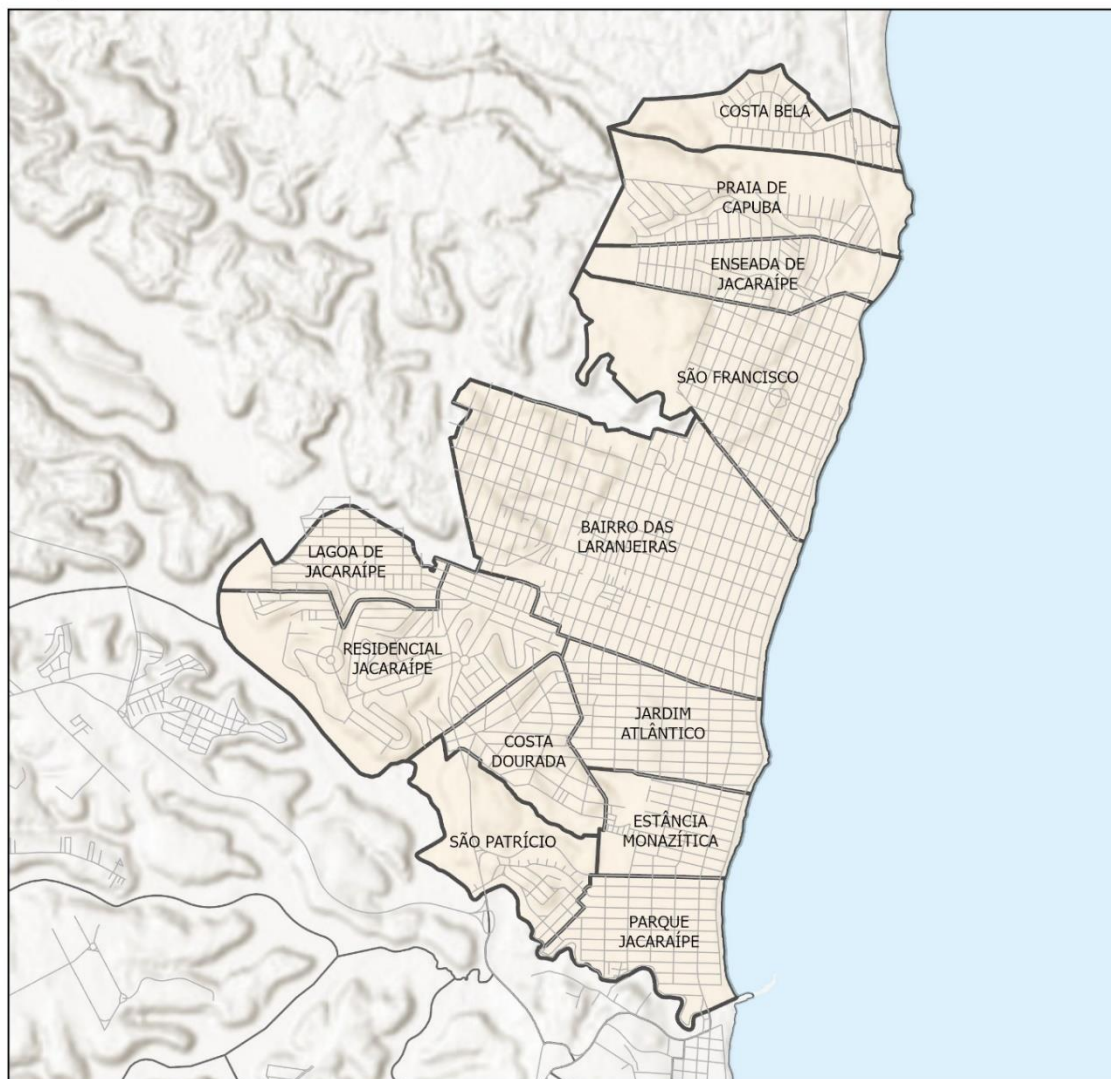 COSTA BELA
PRAIA DE
CAPUBA
ENSEADA DE
JACARAÍPE
SÃO FRANCISCO
BAIRRO DAS
LARANJEIRAS
LAGOA DE
JACARAÍPE
RESIDENCIAL
JACARAÍPE
JARDIM
ATLÂNTICO
COSTA
DOURADA
ESTÂNCIA
MONAZÍTICA
SÃO PATRÍCIO
PARQUE
JACARAÍPE